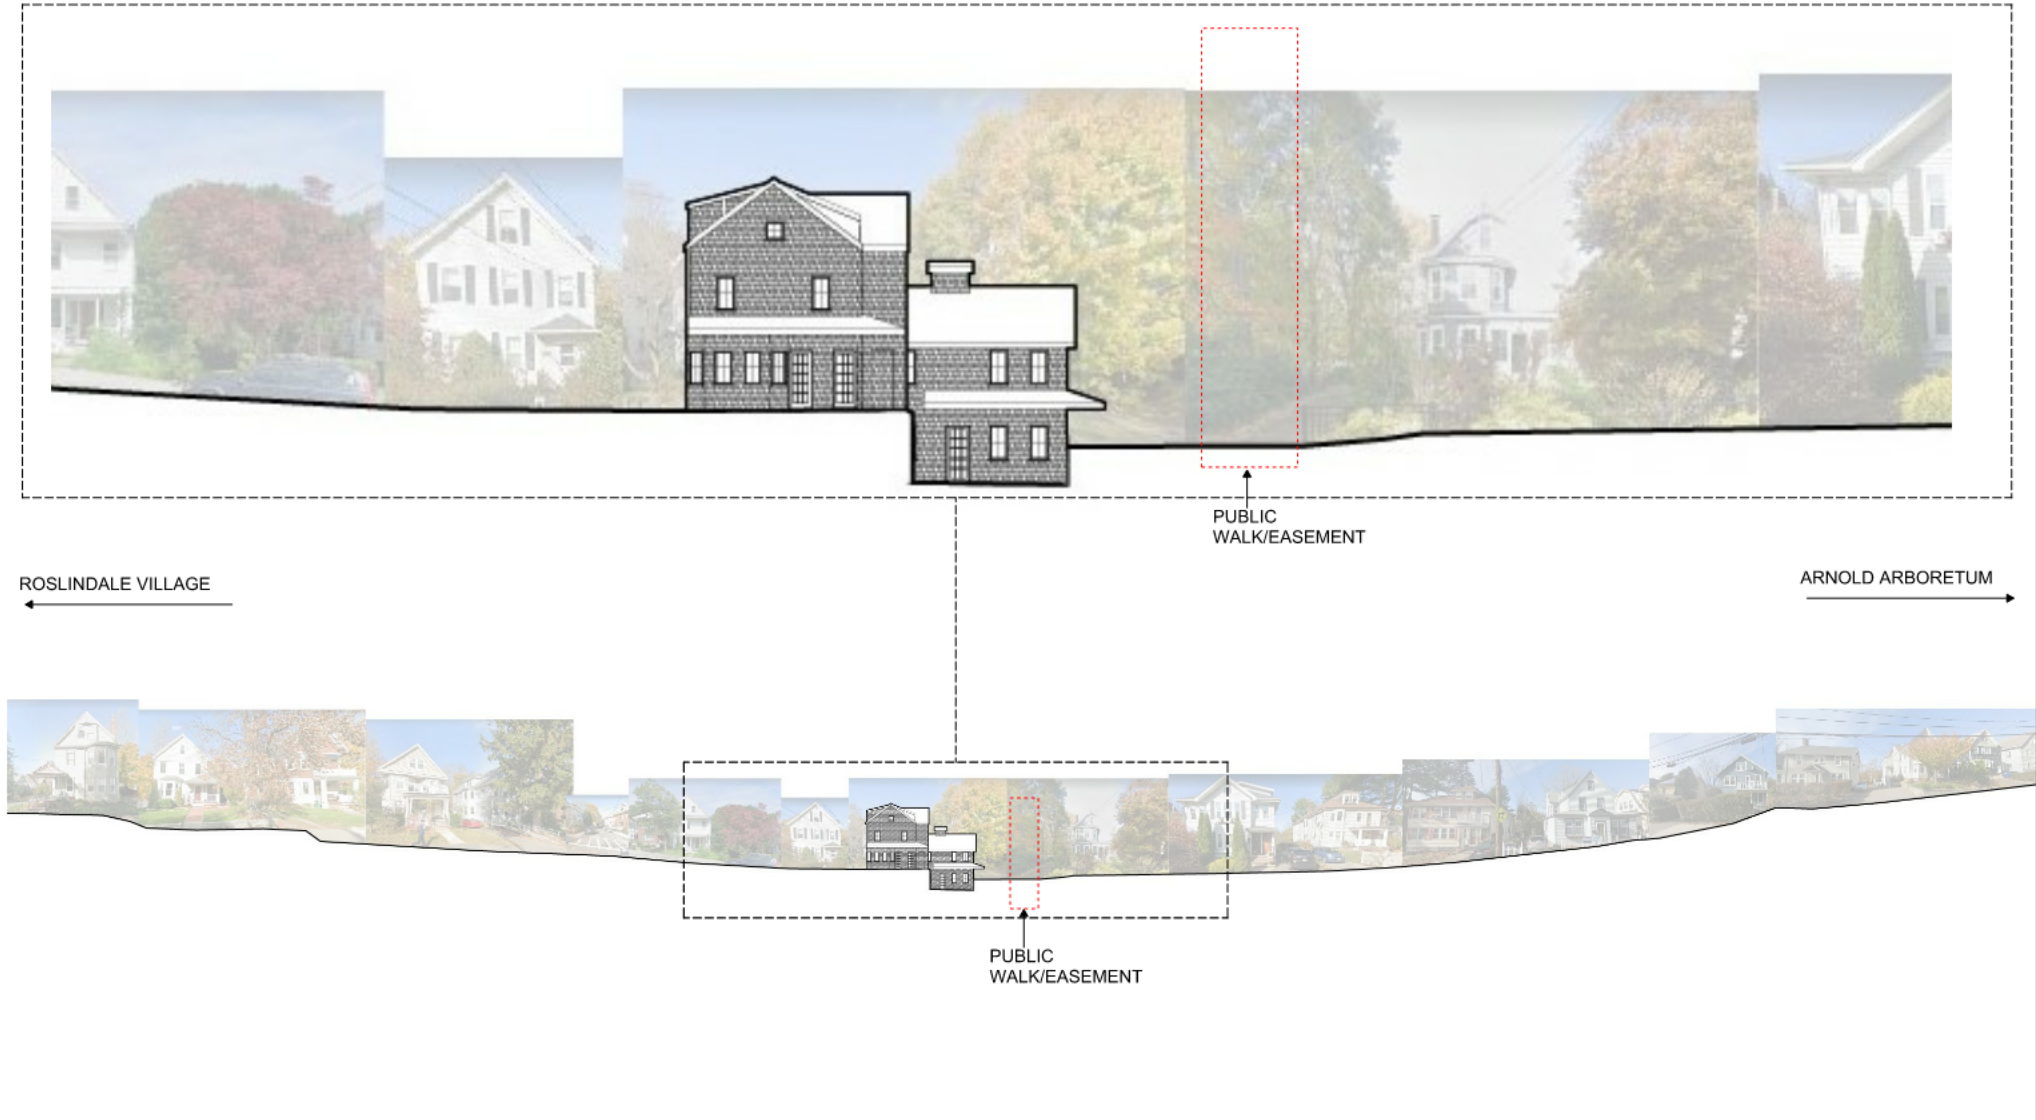 PUBLIC
WALK/EASEMENT
ROSLINDALE VILLAGE
ARNOLD ARBORETUM
PUBLIC
WALK/EASEMENT